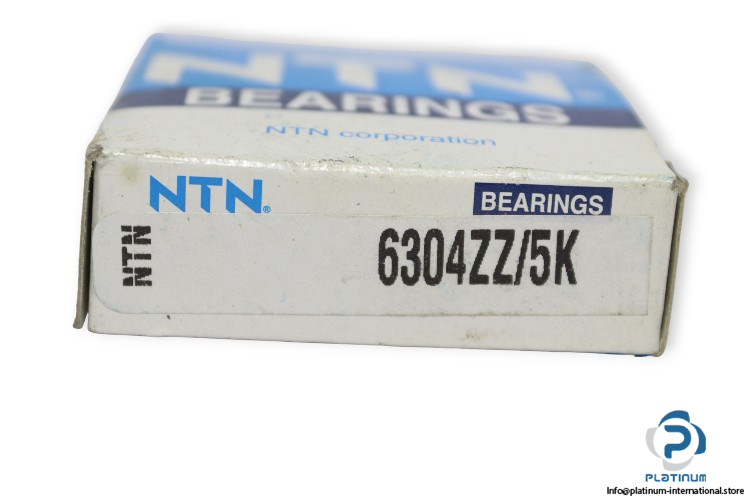 NTN®
BEARINGS
NTN corporation
NTN®
BEARINGS
NTN
6304ZZ/5K
PLATINUM
Info@platinum-international.store